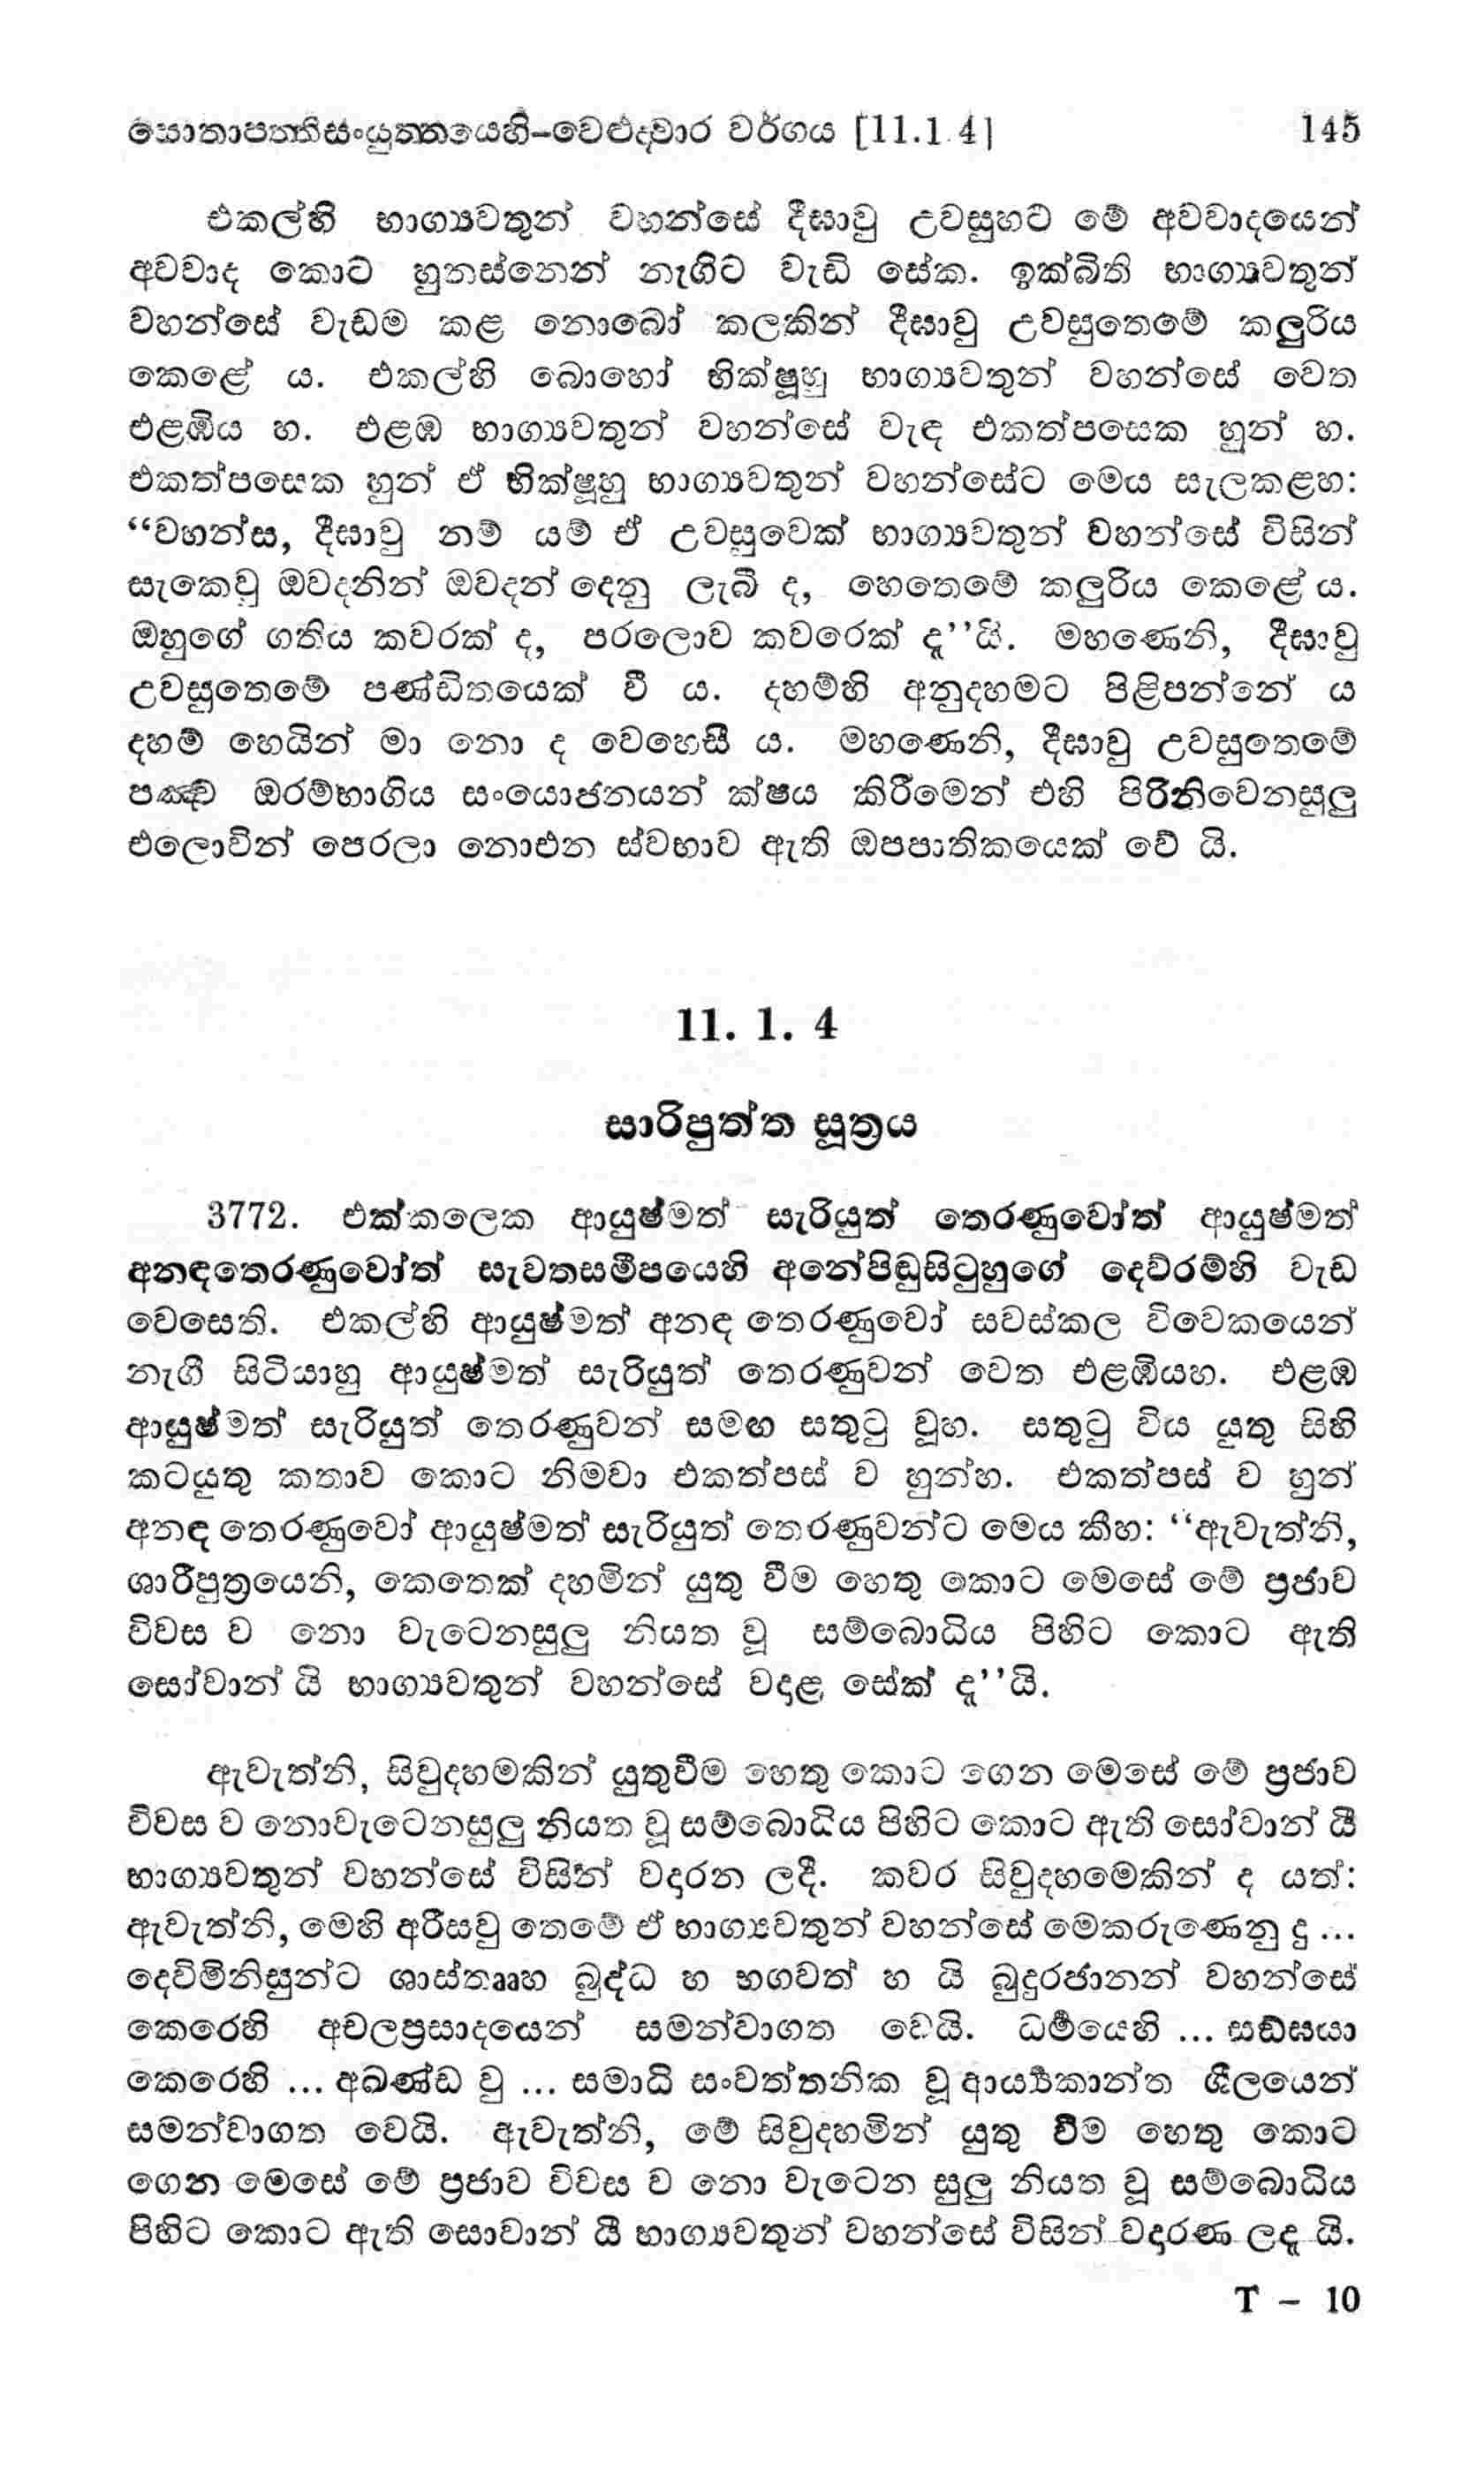 සොතාපත්තිසංයුත්තයෙහි-වෙළුද්වාර වර්ගය [11.1.4] 145
එකල්හි භාග්‍යවතුන් වහන්සේ දීඝාවු උවසුහට මේ අවවාදයෙන්
අවවාද කොට හුනස්නෙන් නැගිට වැඩි සේක. ඉක්බිති භාග්‍යවතුන්
වහන්සේ වැඩම කළ නොබෝ කලකින් දීඝාවු උවසුතෙමේ කලුරිය
කෙළේ ය. එකල්හි බොහෝ භික්ෂූහු භාග්‍යවතුන් වහන්සේ වෙත
එළඹිය හ. එළඹ භාග්‍යවතුන් වහන්සේ වැඳ එකත්පසෙක හුන් හ.
එකත්පසෙක හුන් ඒ භික්ෂූහු භාග්‍යවතුන් වහන්සේට මෙය සැලකළහ:
“වහන්ස, දීඝාවු නම් යම් ඒ උවසුවෙක් භාග්‍යවතුන් වහන්සේ විසින්
සැකෙවු ඔවදනින් ඔවදන් දෙනු ලැබී ද, හෙතෙමේ කලුරිය කෙළේ ය.
ඔහුගේ ගතිය කවරක් ද, පරලොව කවරෙක් දැ’’යි. මහණෙනි, දීඝාවු
උවසුතෙමේ පණ්ඩිතයෙක් වී ය. දහම්හි අනුදහමට පිළිපන්නේ ය
දහම් හෙයින් මා නො ද වෙහෙසී ය. මහණෙනි, දීඝාවු උවසුතෙමේ
පඤ්ච ඔරම්භාගිය සංයොජනයන් ක්ෂය කිරීමෙන් එහි පිරිනිවෙනසුලු
එලොවින් පෙරලා නොඑන ස්වභාව ඇති ඔපපාතිකයෙක් වේ යි.
11. 1. 4
සාරිපුත්ත සූත්‍රය
3772. එක්කලෙක ආයුෂ්මත් සැරියුත් තෙරණුවෝත් ආයුෂ්මත්
අනඳතෙරණුවෝත් සැවතසමීපයෙහි අනේපිඬුසිටුහුගේ දෙව්රම්හි වැඩ
වෙසෙති. එකල්හි ආයුෂ්මත් අනඳ තෙරණුවෝ සවස්කල විවෙකයෙන්
නැගී සිටියාහු ආයුෂ්මත් සැරියුත් තෙරණුවන් වෙත එළඹියහ. එළඹ
ආයුෂ්මත් සැරියුත් තෙරණුවන් සමඟ සතුටු වූහ. සතුටු විය යුතු සිහි
කටයුතු කතාව කොට නිමවා එකත්පස් ව හුන්හ. එකත්පස් ව හුන්
අනඳ තෙරණුවෝ ආයුෂ්මත් සැරියුත් තෙරණුවන්ට මෙය කීහ: “ඇවැත්නි,
ශාරීපුත්‍රයෙනි, කෙතෙක් දහමින් යුතු වීම හෙතු කොට මෙසේ මේ ප්‍රජාව
විවස ව නො වැටෙනසුලු නියත වූ සම්බොධිය පිහිට කොට ඇති
සෝවාන් යි භාග්‍යවතුන් වහන්සේ වදළ සේක් දැ’’යි.
ඇවැත්නි, සිවුදහමකින් යුතුවීම හෙතු කොට ගෙන මෙසේ මේ ප්‍රජාව
විවස ව නොවැටෙනසුලු නියත වූ සම්බොධිය පිහිට කොට ඇති සෝවාන් යී
භාග්‍යවතුන් වහන්සේ විසින් වදරන ලදී. කවර සිවුදහමෙකින් ද යත්:
ඇවැත්නි, මෙහි අරීසවු තෙමේ ඒ භාග්‍යවතුන් වහන්සේ මෙකරුණෙනු දු ...
දෙව්මිනිසුන්ට ශාස්තෲහ බුද්ධ හ භගවත් හ යි බුදුරජානන් වහන්සේ
කෙරෙහි අචලප්‍රසාදයෙන් සමන්වාගත වෙයි. ධර්මයෙහි ... සඞ්ඝයා
කෙරෙහි ... අඛණ්ඩ වු ... සමාධි සංවත්තනික වූ ආර්‍ය්‍යකාන්ත ශීලයෙන්
සමන්වාගත වෙයි. ඇවැත්නි, මේ සිවුදහමින් යුතු වීම හෙතු කොට
ගෙන මෙසේ මේ ප්‍රජාව විවස ව නො වැටෙන සුලු නියත වූ සම්බොධිය
පිහිට කොට ඇති සොවාන් යී භාග්‍යවතුන් වහන්සේ විසින් වදරණ ලදැ යි.
T - 10